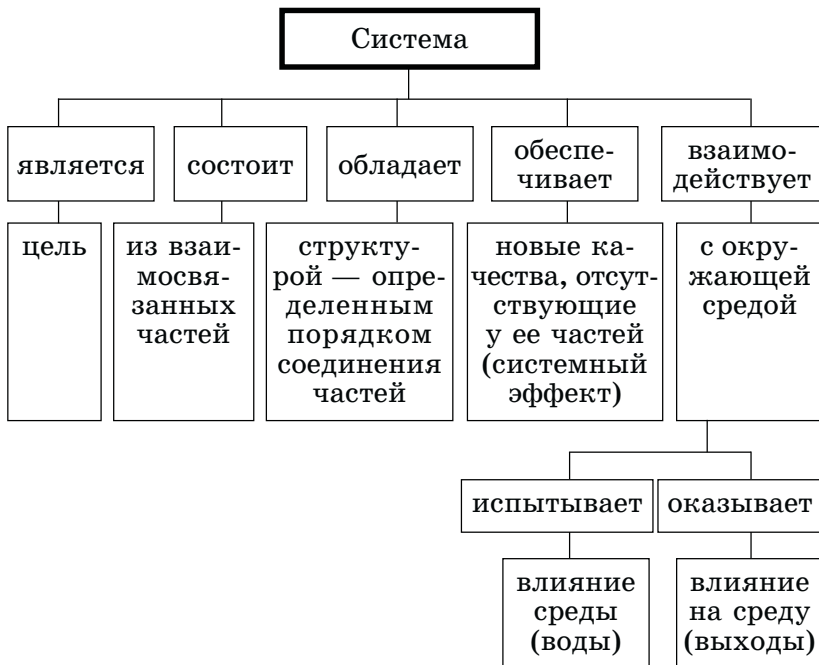 Система
является
состоит
обладает
обеспе-
чивает
взаимо-
действует
цель
из взаи-
мосвя-
занных
частей
структу-
рой — опре-
деленным
порядком
соединения
частей
новые ка-
чества, отсут-
ствующие
у ее частей
(системный
эффект)
с окру-
жающей
средой
испытывает
оказывает
влияние
среды
(воды)
влияние
на среду
(выходы)